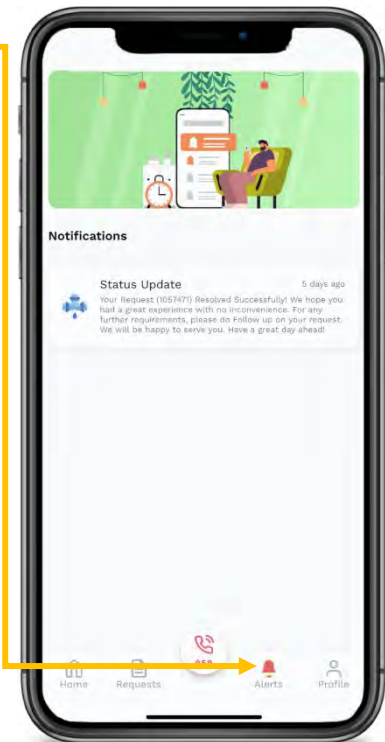 Notifications
Status Update
5 days ago
Your Request (1057471) Resolved Successfully! We hope you
had a great experience with no inconvenience. For any
further requirements, please do Follow up on your request.
We will be happy to serve you. Have a great day ahead!
Home
Requests
Alerts
Profile